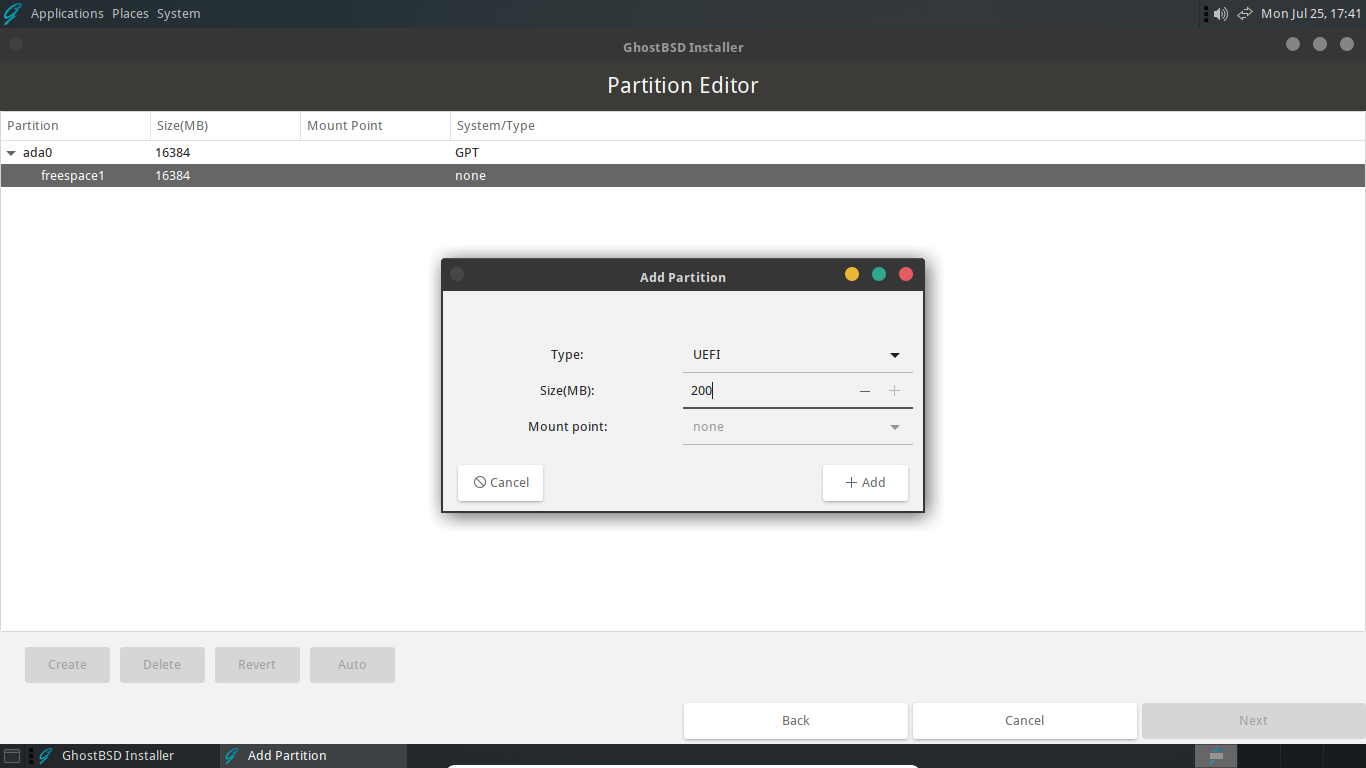 Applications Places System Mon Jul 25, 17:41
GhostBSD Installer
Partition Editor
Partition Size(MB) Mount Point System/Type
ada0 16384 GPT
freespace1 16384 none
Add Partition
Type: UEFI
Size(MB): 200
Mount point: none
Cancel Add
Create Delete Revert Auto
Back Cancel Next
GhostBSD Installer Add Partition